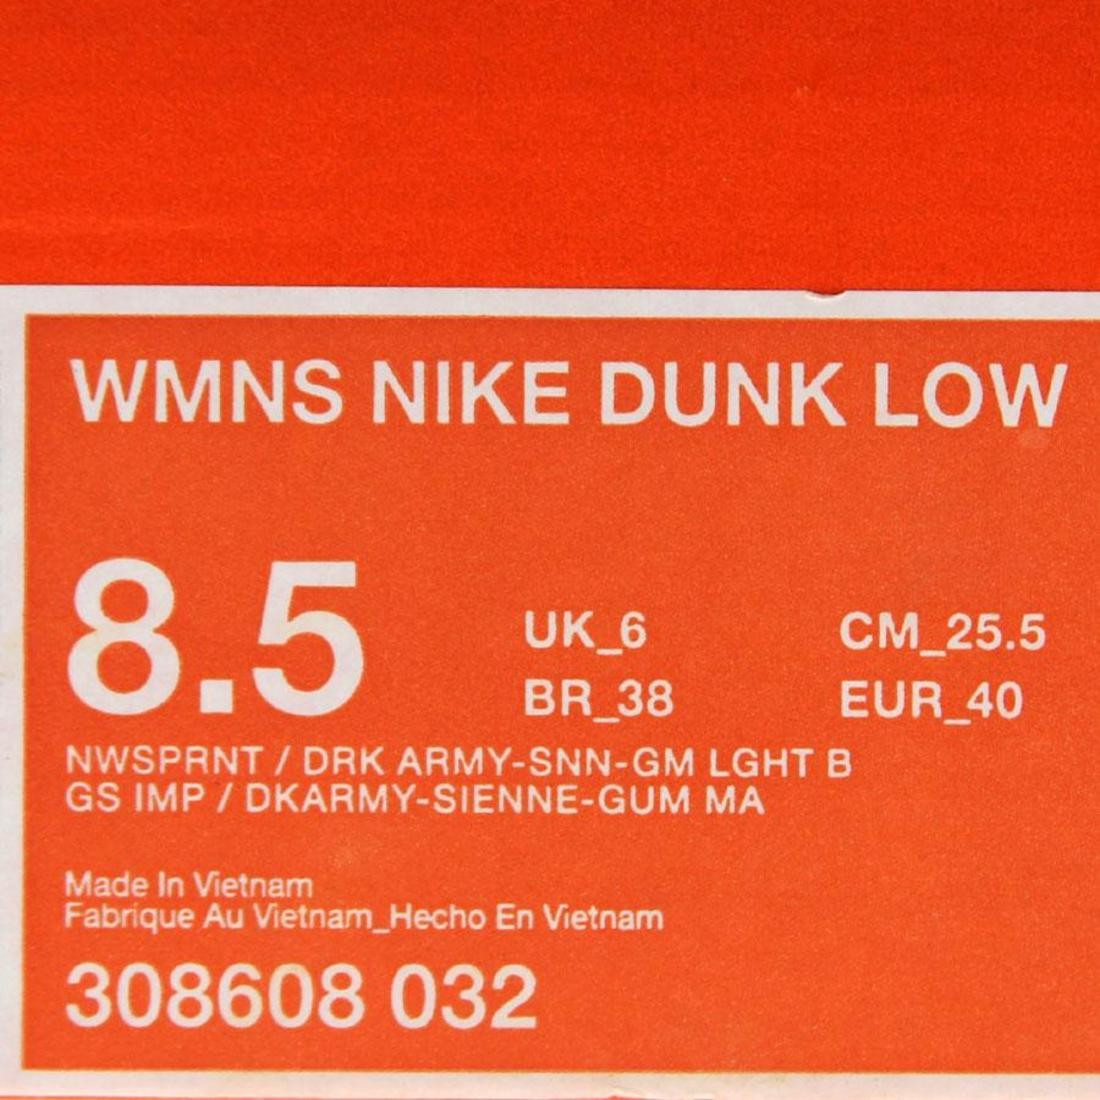 WMNS NIKE DUNK LOW
8.5
UK_6 CM_25.5
BR_38 EUR_40
NWSPRNT / DRK ARMY-SNN-GM LGHT B
GS IMP / DKARMY-SIENNE-GUM MA
Made In Vietnam
Fabrique Au Vietnam_Hecho En Vietnam
308608 032